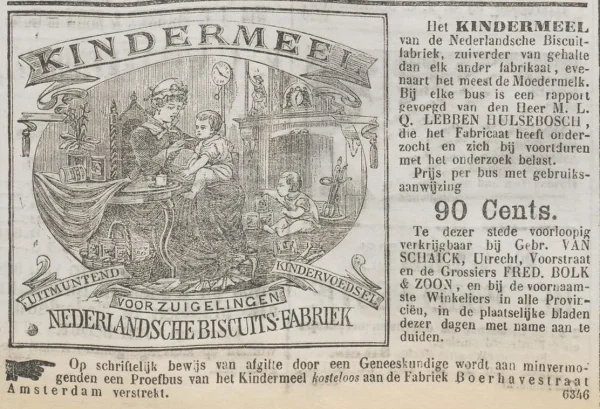 KINDERMEEL
UITMUNTEND KINDERVOEDSEL
VOOR ZUIGELINGEN
NEDERLANDSCHE BISCUITS-FABRIEK
Het KINDERMEEL
van de Nederlandsche Biscuit-
fabriek, zuiverder van gehalte
dan elk ander fabrikaat, eve-
naart het meest de Moedermelk.
Bij elke bus is een rapport
gevoegd van den Heer M. L.
Q. LEBBEN HULSEBOSCH,
die het Fabricaat heeft onder-
zocht en zich bij voortduren
met het onderzoek belast.
Prijs per bus met gebruiks-
aanwijzing
90 Cents.
Te dezer stede voorloopig
verkrijgbaar bij Gebr. VAN
SCHAICK, Utrecht, Voorstraat
en de Grossiers FRED. BOLK
& ZOON, en bij de voornaam-
ste Winkeliers in alle Provin-
ciën, in de plaatselijke bladen
dezer dagen met name aan te
duiden.
Op schriftelijk bewijs van afgifte door een Geneeskundige wordt aan minvermo-
genden een Proefbus van het Kindermeel kosteloos aan de Fabriek Boerhavestraat
Amsterdam verstrekt. 6346